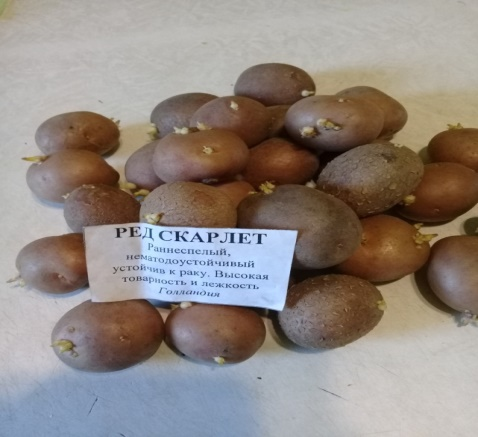 РЕД СКАРЛЕТ
Раннеспелый,
нематодоустойчивый
устойчив к раку. Высокая
товарность и лежкость
Голландия